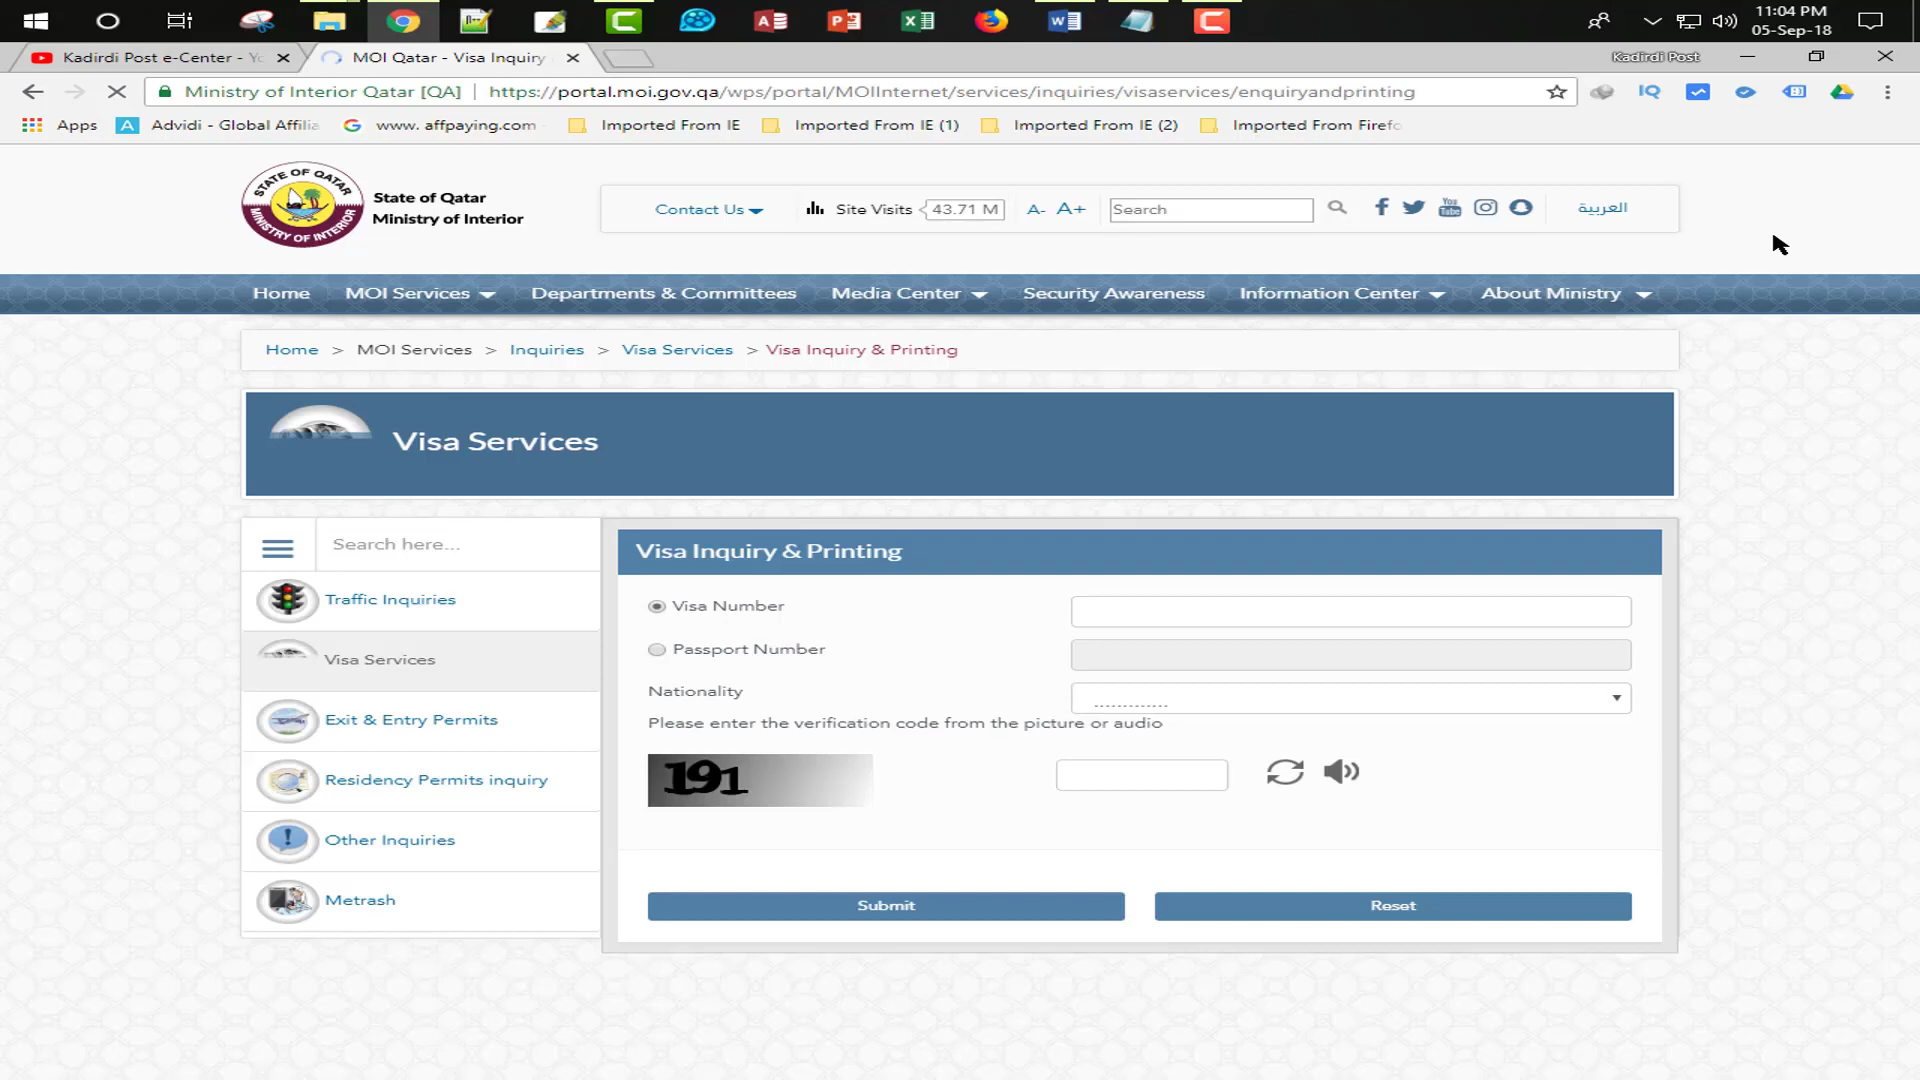 11:04 PM
05-Sep-18
Kadirdi Post e-Center - Yo
MOI Qatar - Visa Inquiry
Kadirdi Post
Ministry of Interior Qatar [QA] https://portal.moi.gov.qa/wps/portal/MOIInternet/services/inquiries/visaservices/enquiryandprinting
Apps Advidi - Global Affilia www. affpaying.com Imported From IE Imported From IE (1) Imported From IE (2) Imported From Firefo
STATE OF QATAR
MINISTRY OF INTERIOR
State of Qatar
Ministry of Interior
Contact Us Site Visits 43.71 M A- A+ Search العربية
Home MOI Services Departments & Committees Media Center Security Awareness Information Center About Ministry
Home > MOI Services > Inquiries > Visa Services > Visa Inquiry & Printing
Visa Services
Search here...
Traffic Inquiries
Visa Services
Exit & Entry Permits
Residency Permits inquiry
Other Inquiries
Metrash
Visa Inquiry & Printing
Visa Number
Passport Number
Nationality .............
Please enter the verification code from the picture or audio
191
Submit Reset